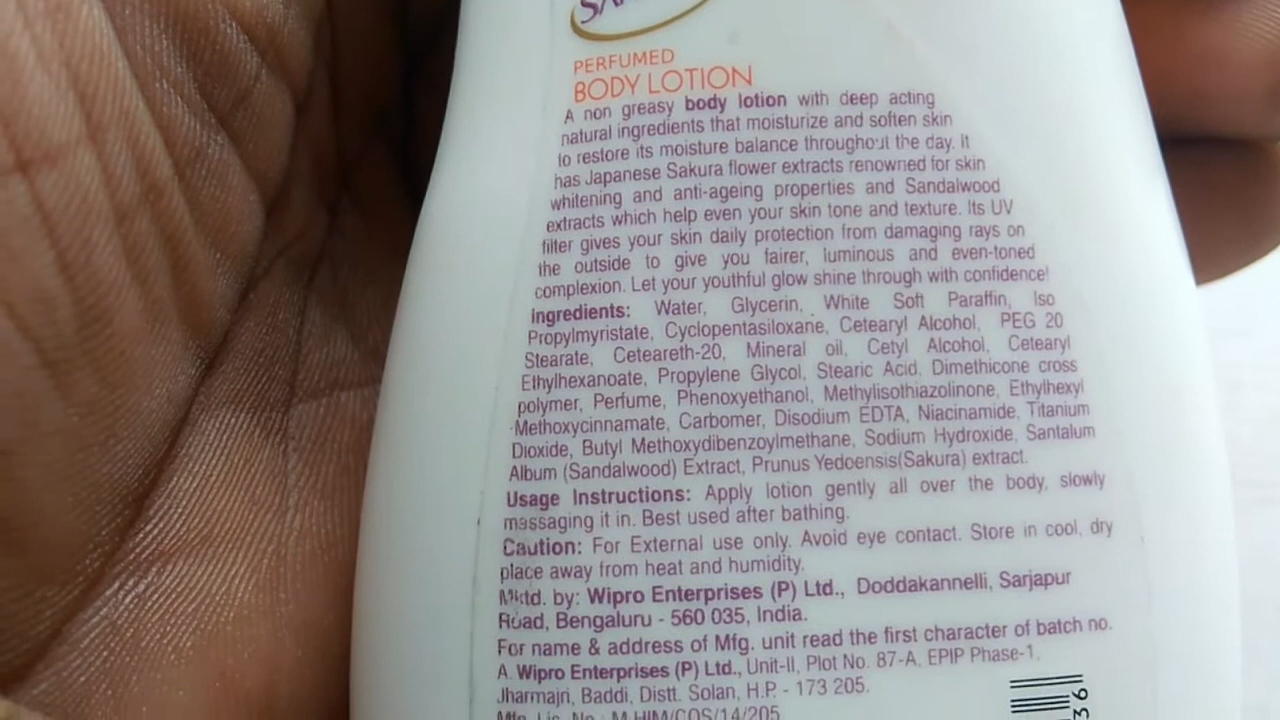 PERFUMED
BODY LOTION
A non greasy body lotion with deep acting
natural ingredients that moisturize and soften skin
to restore its moisture balance throughout the day. It
has Japanese Sakura flower extracts renowned for skin
whitening and anti-ageing properties and Sandalwood
extracts which help even your skin tone and texture. Its UV
filter gives your skin daily protection from damaging rays on
the outside to give you fairer, luminous and even-toned
complexion. Let your youthful glow shine through with confidence!
Ingredients: Water, Glycerin, White Soft Paraffin, Iso
Propylmyristate, Cyclopentasiloxane, Cetearyl Alcohol, PEG 20
Stearate, Ceteareth-20, Mineral oil, Cetyl Alcohol, Cetearyl
Ethylhexanoate, Propylene Glycol, Stearic Acid, Dimethicone cross
polymer, Perfume, Phenoxyethanol, Methylisothiazolinone, Ethylhexyl
Methoxycinnamate, Carbomer, Disodium EDTA, Niacinamide, Titanium
Dioxide, Butyl Methoxydibenzoylmethane, Sodium Hydroxide, Santalum
Album (Sandalwood) Extract, Prunus Yedoensis(Sakura) extract.
Usage Instructions: Apply lotion gently all over the body, slowly
massaging it in. Best used after bathing.
Caution: For External use only. Avoid eye contact. Store in cool, dry
place away from heat and humidity.
Mktd. by: Wipro Enterprises (P) Ltd., Doddakannelli, Sarjapur
Road, Bengaluru - 560 035, India.
For name & address of Mfg. unit read the first character of batch no.
A. Wipro Enterprises (P) Ltd., Unit-II, Plot No. 87-A, EPIP Phase-1,
Jharmajri, Baddi, Distt. Solan, H.P. - 173 205.
Mfg. Lic. No.: M.HIM/COS/14/205
36